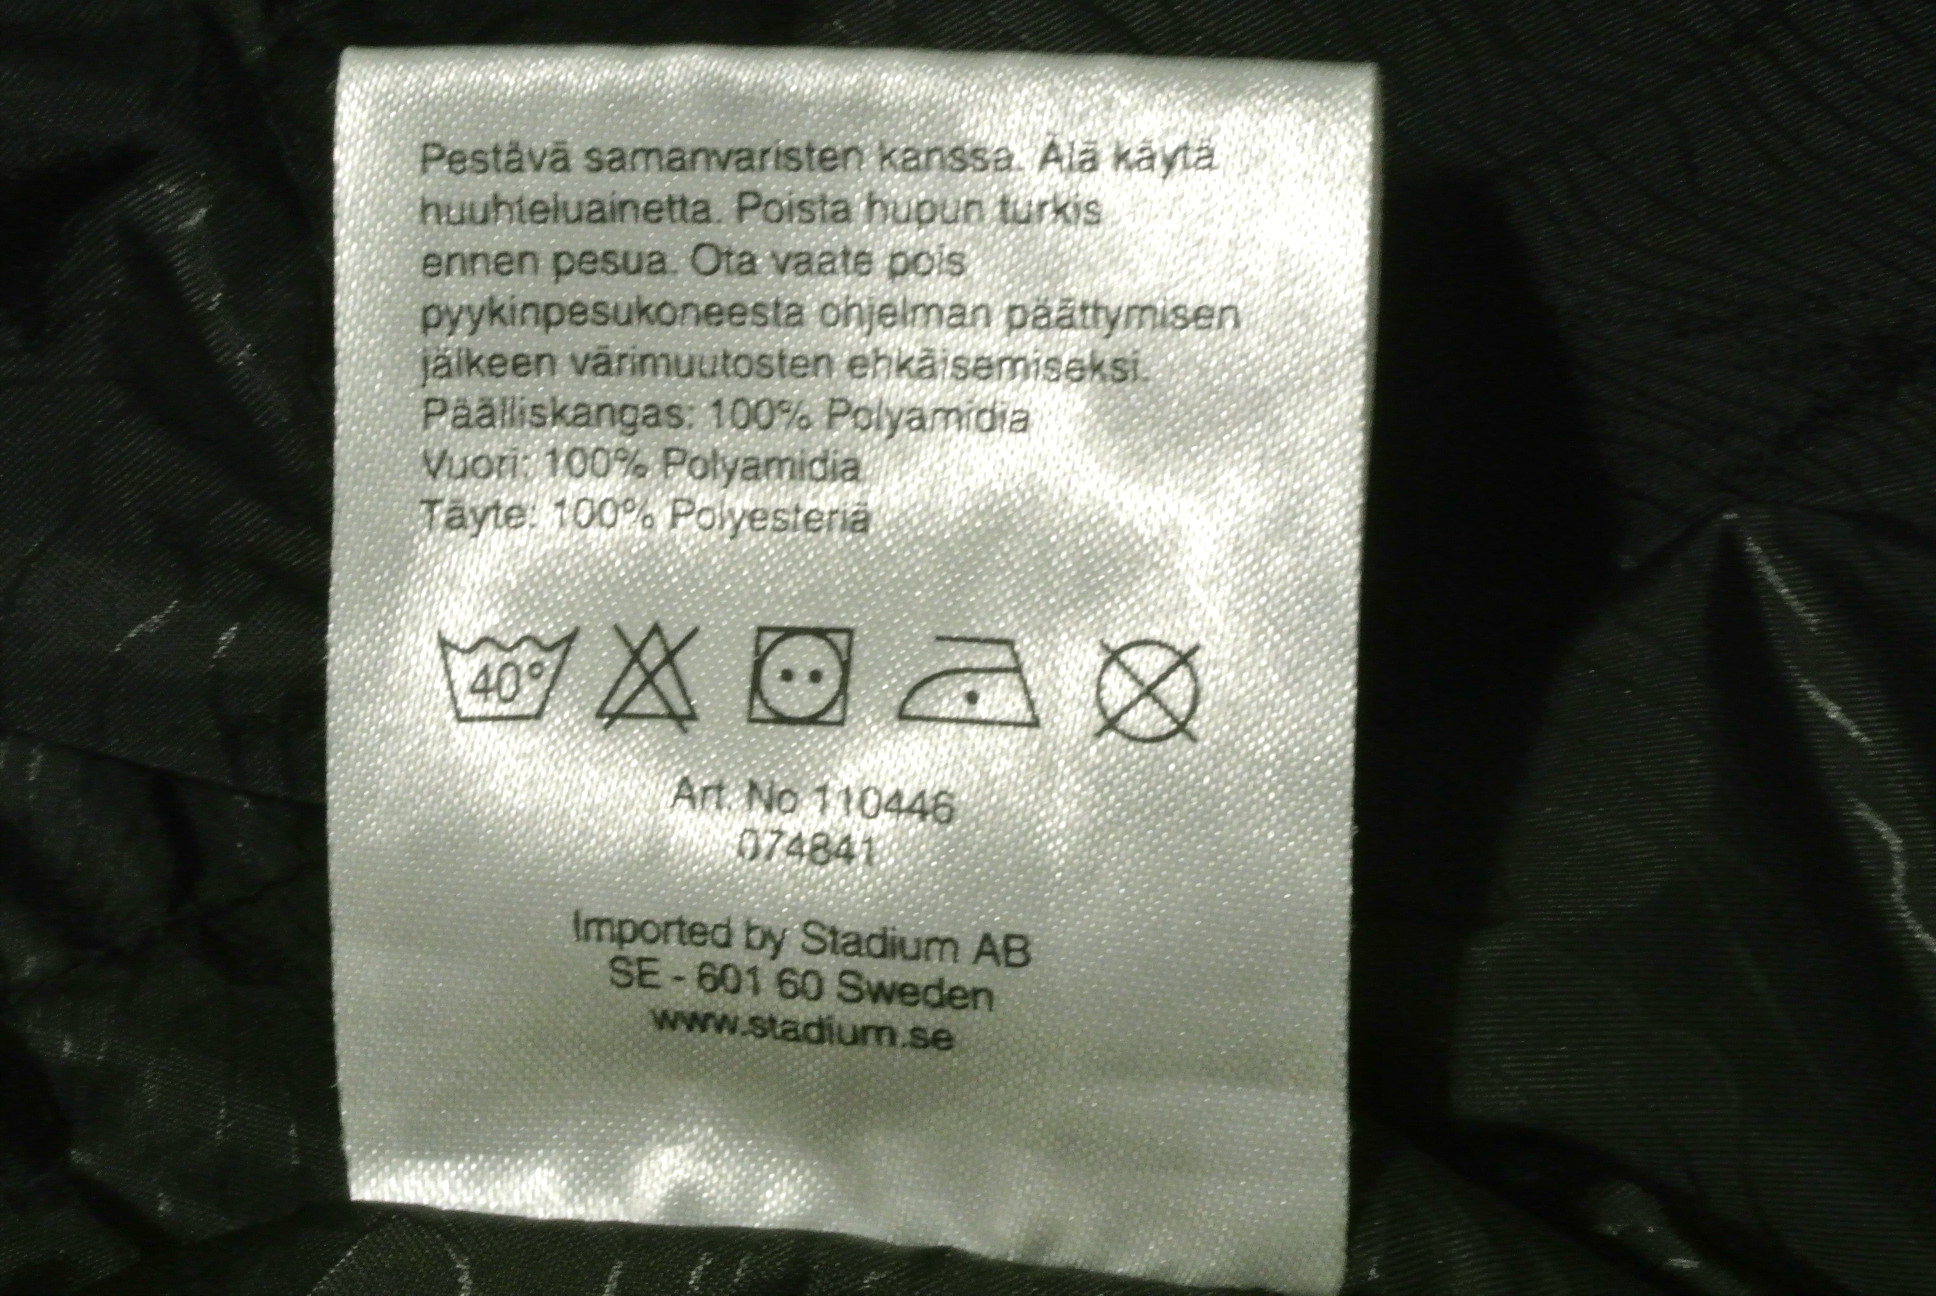 Pestävä samanvaristen kanssa. Älä käytä
huuhteluainetta. Poista hupun turkis
ennen pesua. Ota vaate pois
pyykinpesukoneesta ohjelman päättymisen
jälkeen värimuutosten ehkäisemiseksi.
Päälliskangas: 100% Polyamidia
Vuori: 100% Polyamidia
Täyte: 100% Polyesteriä
40°
Art. No 110446
074841
Imported by Stadium AB
SE - 601 60 Sweden
www.stadium.se